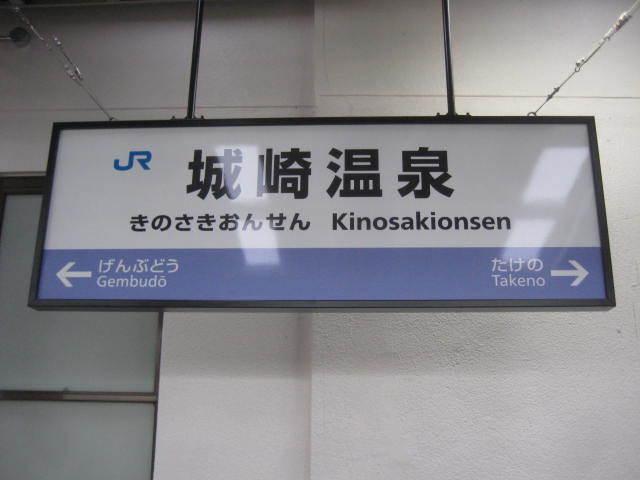 JR 城崎温泉
きのさきおんせん Kinosakionsen
← げんぶどう たけの →
Gembudō Takeno